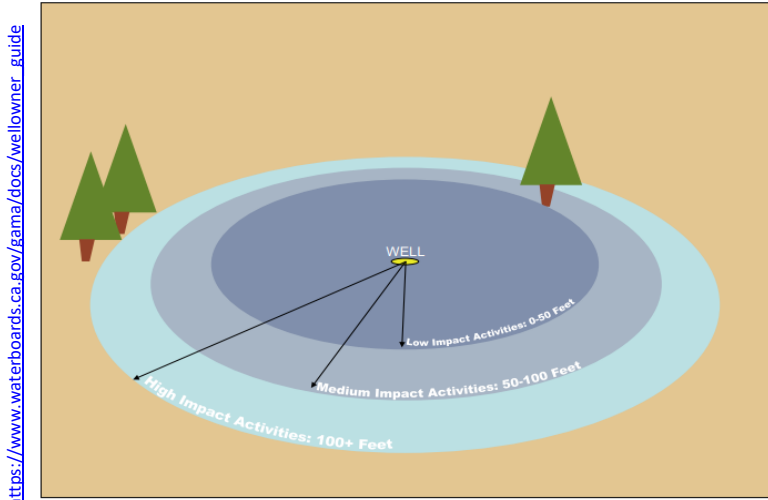 ttps://www.waterboards.ca.gov/gama/docs/wellowner_guide
WELL
Low Impact Activities: 0-50 Feet
Medium Impact Activities: 50-100 Feet
High Impact Activities: 100+ Feet